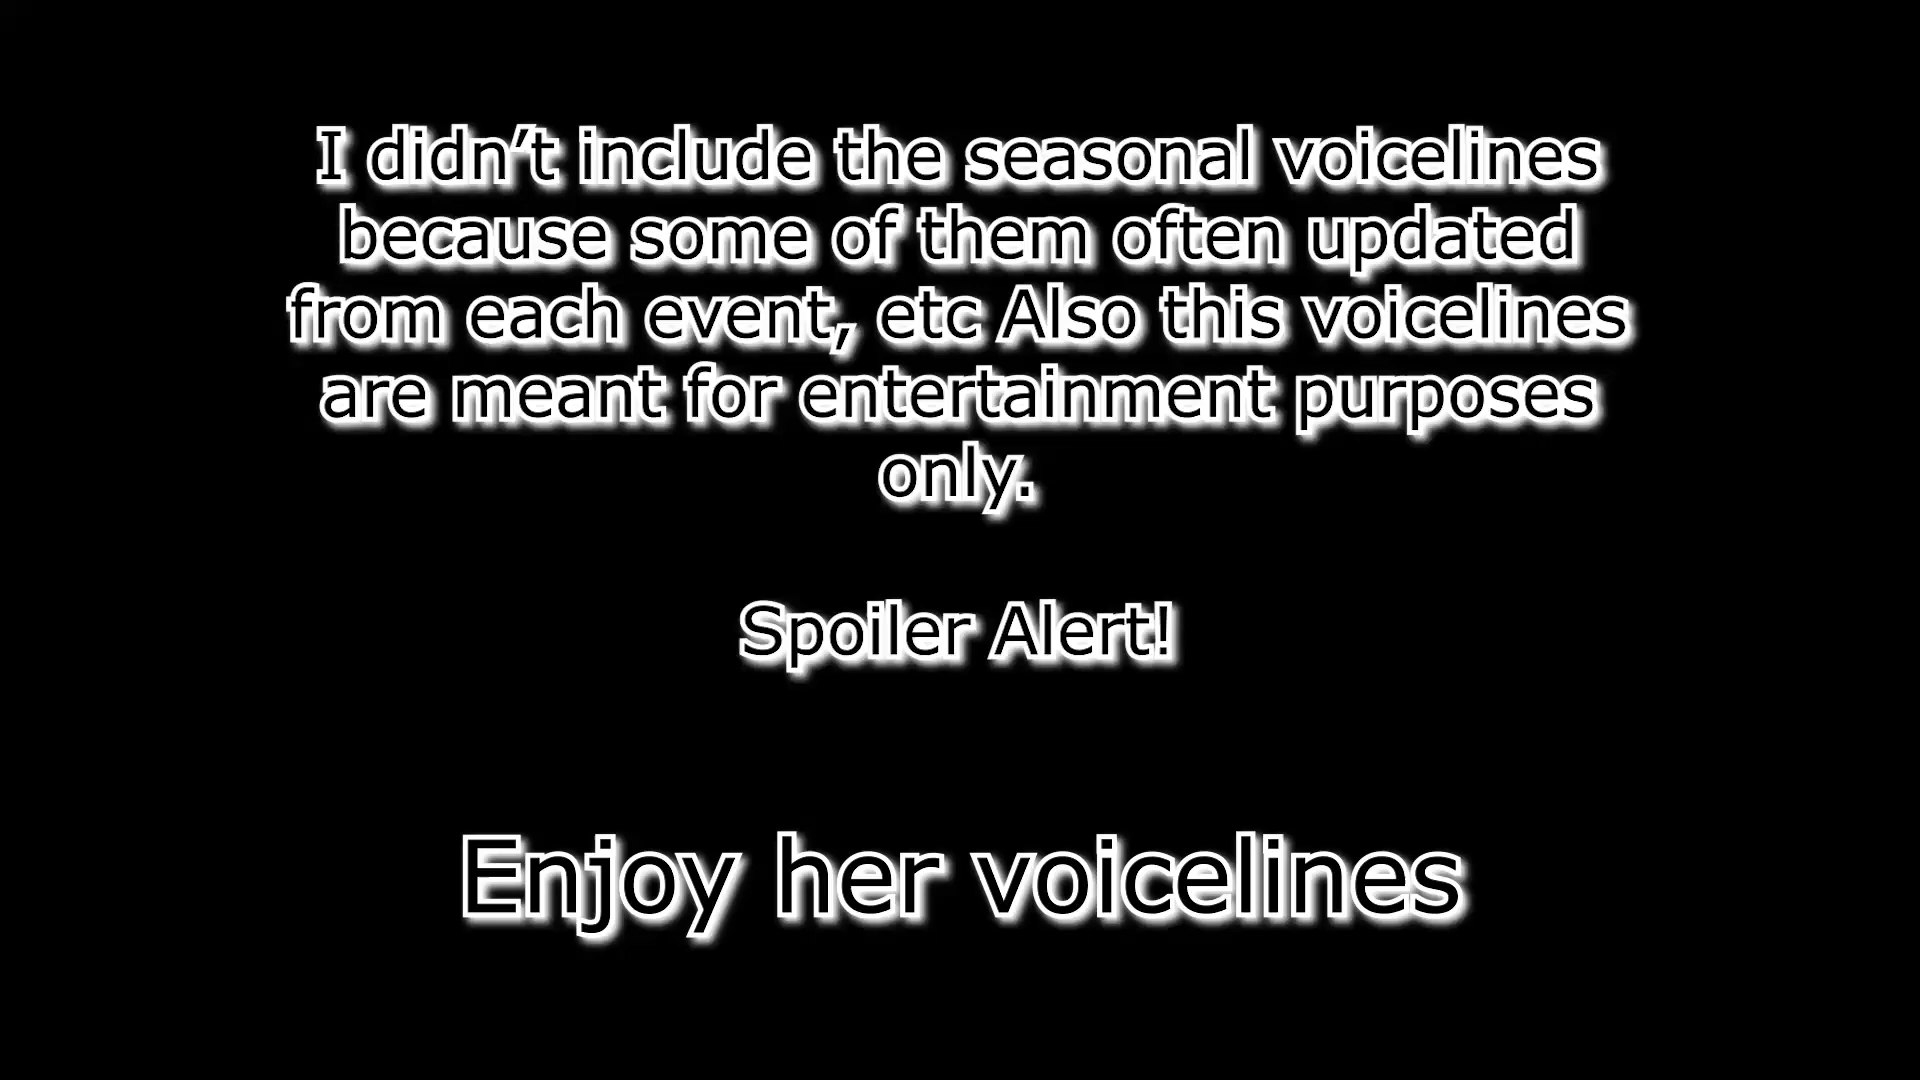 I didn’t include the seasonal voicelines
because some of them often updated
from each event, etc Also this voicelines
are meant for entertainment purposes
only.
Spoiler Alert!
Enjoy her voicelines